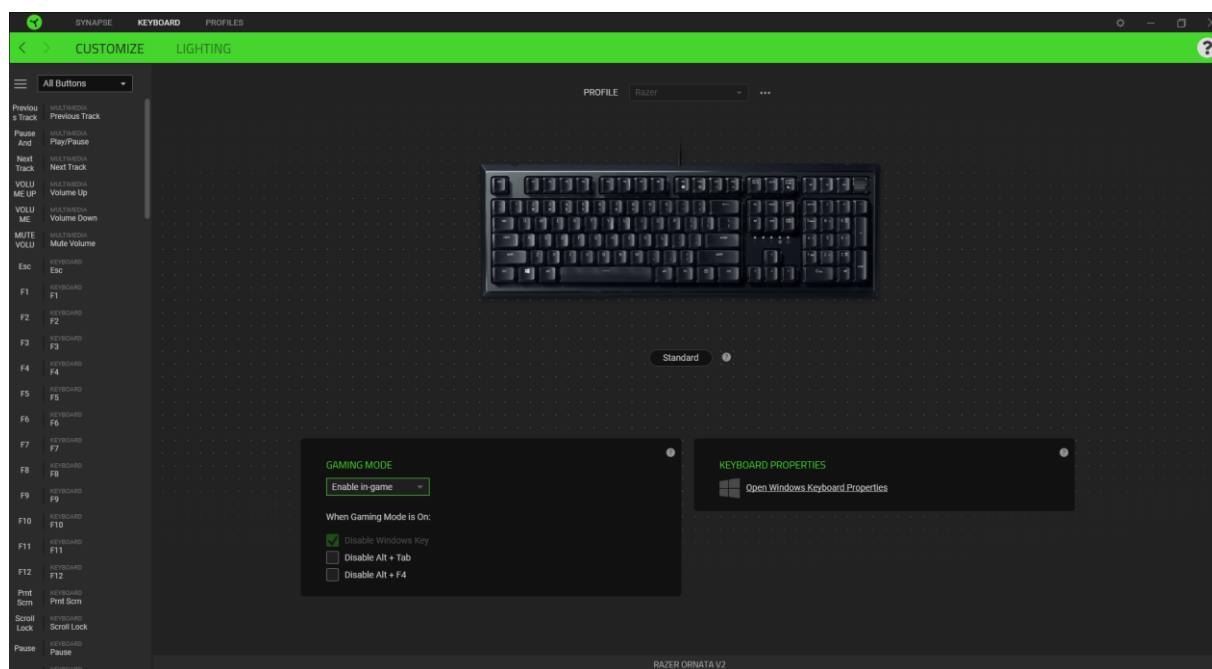 SYNAPSE KEYBOARD PROFILES
CUSTOMIZE LIGHTING
?
All Buttons
PROFILE Razer
Previou
s Track
MULTIMEDIA
Previous Track
Pause
And
MULTIMEDIA
Play/Pause
Next
Track
MULTIMEDIA
Next Track
VOLU
ME UP
MULTIMEDIA
Volume Up
VOLU
ME
MULTIMEDIA
Volume Down
MUTE
VOLU
MULTIMEDIA
Mute Volume
Esc
KEYBOARD
Esc
F1
KEYBOARD
F1
F2
KEYBOARD
F2
F3
KEYBOARD
F3
F4
KEYBOARD
F4
F5
KEYBOARD
F5
F6
KEYBOARD
F6
F7
KEYBOARD
F7
F8
KEYBOARD
F8
F9
KEYBOARD
F9
F10
KEYBOARD
F10
F11
KEYBOARD
F11
F12
KEYBOARD
F12
Prnt
Scrn
KEYBOARD
Prnt Scrn
Scroll
Lock
KEYBOARD
Scroll Lock
Pause
KEYBOARD
Pause
Standard ?
GAMING MODE ?
Enable in-game
When Gaming Mode is On:
Disable Windows Key
Disable Alt + Tab
Disable Alt + F4
KEYBOARD PROPERTIES ?
Open Windows Keyboard Properties
RAZER ORNATA V2